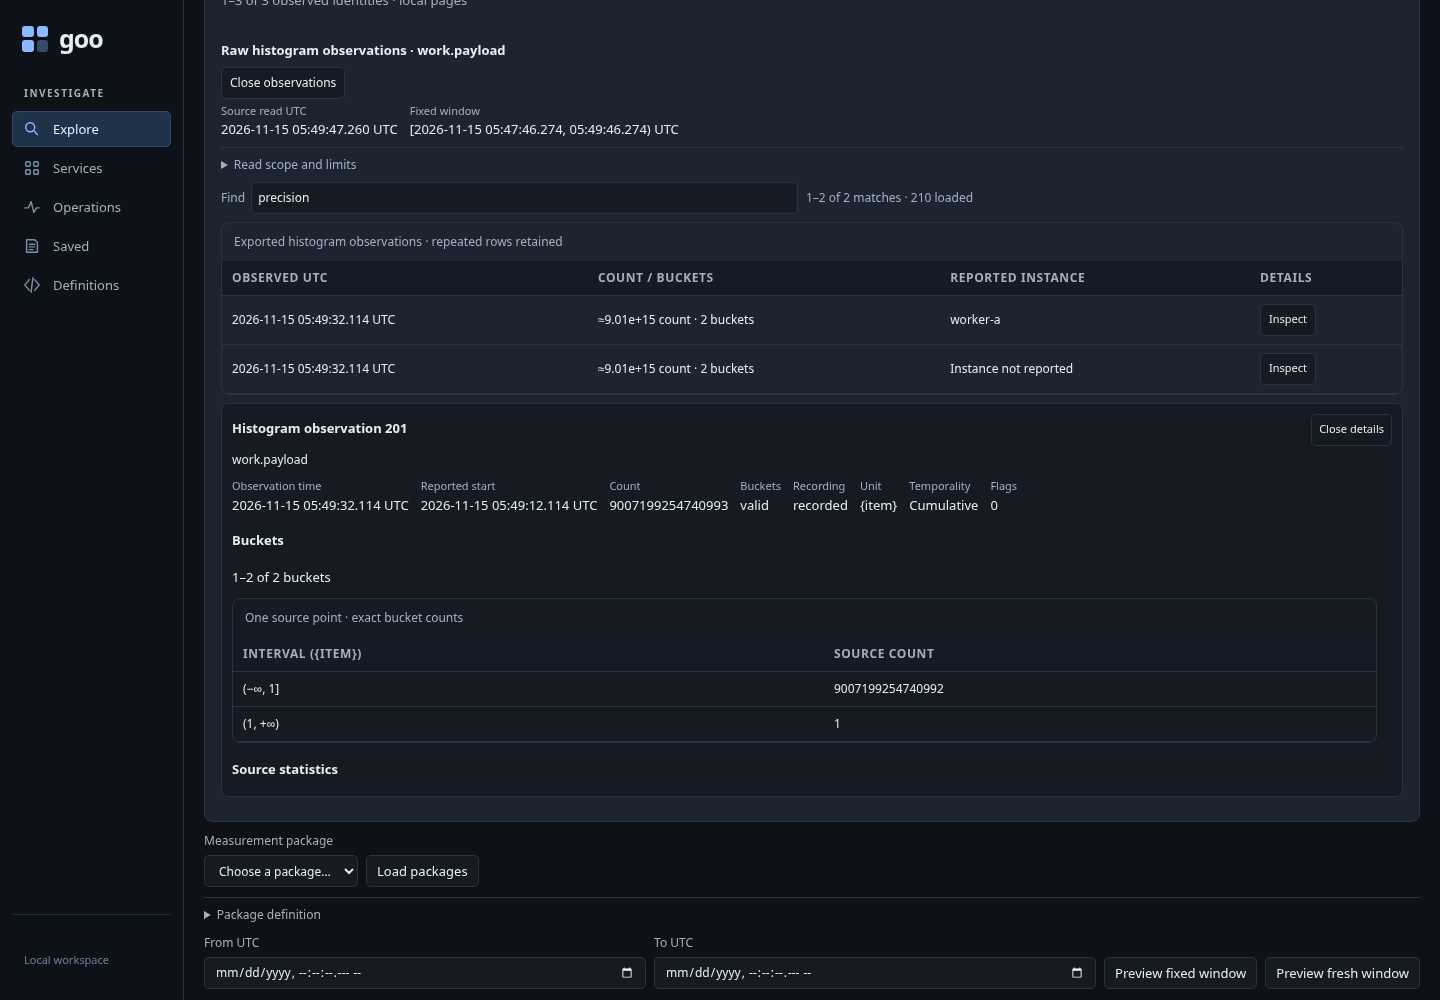 goo
INVESTIGATE
Explore
Services
Operations
Saved
Definitions
Local workspace
1–3 of 3 observed identities · local pages
Raw histogram observations · work.payload
Close observations
Source read UTC Fixed window
2026-11-15 05:49:47.260 UTC [2026-11-15 05:47:46.274, 05:49:46.274) UTC
▶ Read scope and limits
Find precision 1–2 of 2 matches · 210 loaded
Exported histogram observations · repeated rows retained
OBSERVED UTC COUNT / BUCKETS REPORTED INSTANCE DETAILS
2026-11-15 05:49:32.114 UTC ≈9.01e+15 count · 2 buckets worker-a Inspect
2026-11-15 05:49:32.114 UTC ≈9.01e+15 count · 2 buckets Instance not reported Inspect
Histogram observation 201 Close details
work.payload
Observation time Reported start Count Buckets Recording Unit Temporality Flags
2026-11-15 05:49:32.114 UTC 2026-11-15 05:49:12.114 UTC 9007199254740993 valid recorded {item} Cumulative 0
Buckets
1–2 of 2 buckets
One source point · exact bucket counts
INTERVAL ({ITEM}) SOURCE COUNT
(−∞, 1] 9007199254740992
(1, +∞) 1
Source statistics
Measurement package
Choose a package... Load packages
▶ Package definition
From UTC To UTC
mm/dd/yyyy, --:--:--.--- -- mm/dd/yyyy, --:--:--.--- -- Preview fixed window Preview fresh window